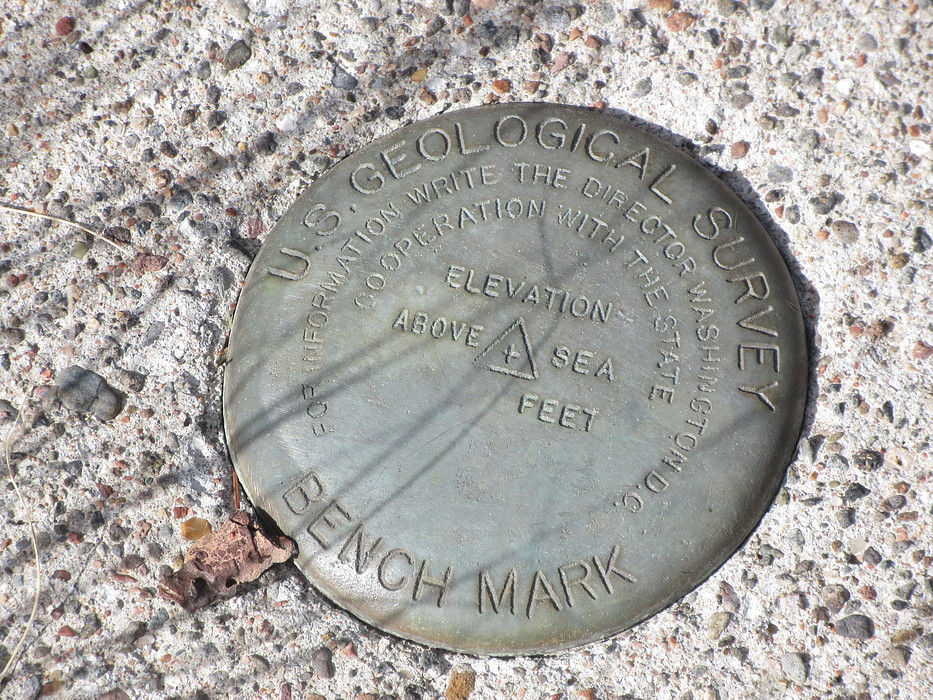 U.S. GEOLOGICAL SURVEY
FOR INFORMATION WRITE THE DIRECTOR WASHINGTON D.C.
COOPERATION WITH THE STATE
ELEVATION
ABOVE SEA
FEET
BENCH MARK